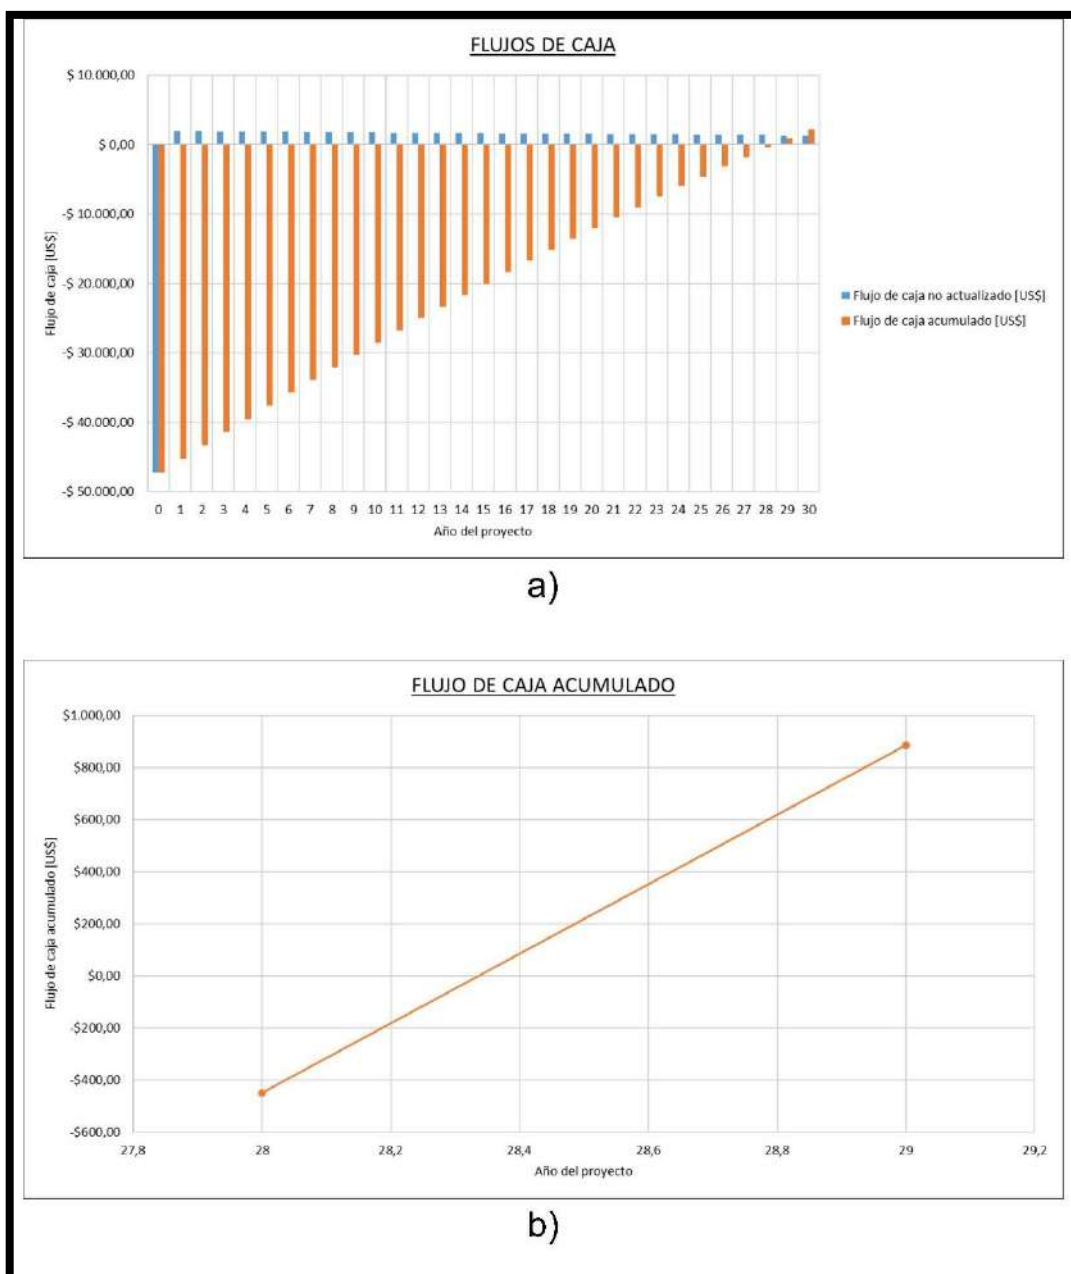 FLUJOS DE CAJA
$ 10.000,00
$ 0,00
-$ 10.000,00
-$ 20.000,00
-$ 30.000,00
-$ 40.000,00
-$ 50.000,00
Flujo de caja [US$]
0 1 2 3 4 5 6 7 8 9 10 11 12 13 14 15 16 17 18 19 20 21 22 23 24 25 26 27 28 29 30
Año del proyecto
Flujo de caja no actualizado [US$]
Flujo de caja acumulado [US$]
a)
FLUJO DE CAJA ACUMULADO
$1.000,00
$800,00
$600,00
$400,00
$200,00
$0,00
-$200,00
-$400,00
-$600,00
Flujo de caja acumulado [US$]
27,8 28 28,2 28,4 28,6 28,8 29 29,2
Año del proyecto
b)